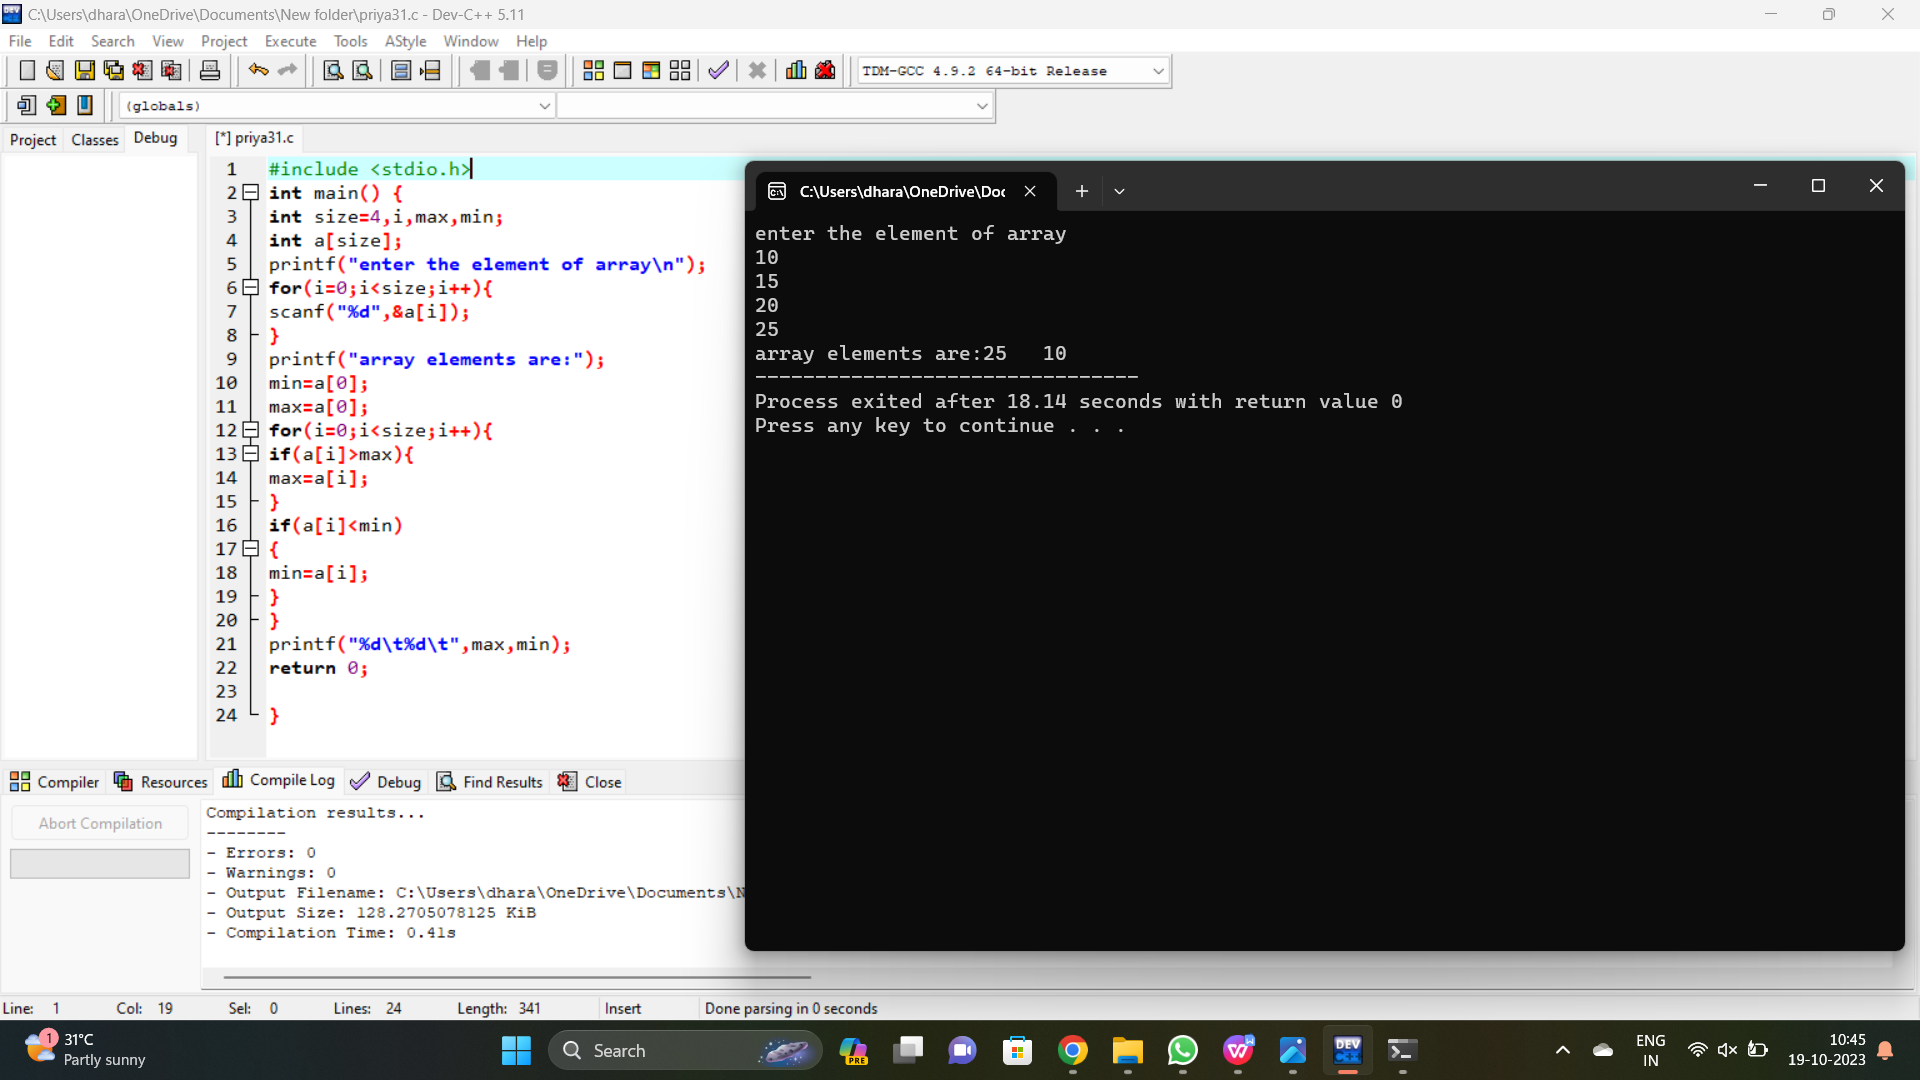 C:\Users\dhara\OneDrive\Documents\New folder\priya31.c - Dev-C++ 5.11
File Edit Search View Project Execute Tools AStyle Window Help
TDM-GCC 4.9.2 64-bit Release
(globals)
Project Classes Debug
[*] priya31.c
1 #include <stdio.h>
2 int main() {
3 int size=4,i,max,min;
4 int a[size];
5 printf("enter the element of array\n");
6 for(i=0;i<size;i++){
7 scanf("%d",&a[i]);
8 }
9 printf("array elements are:");
10 min=a[0];
11 max=a[0];
12 for(i=0;i<size;i++){
13 if(a[i]>max){
14 max=a[i];
15 }
16 if(a[i]<min)
17 {
18 min=a[i];
19 }
20 }
21 printf("%d\t%d\t",max,min);
22 return 0;
23
24 }
C:\Users\dhara\OneDrive\Doc
enter the element of array
10
15
20
25
array elements are:25   10
--------------------------------
Process exited after 18.14 seconds with return value 0
Press any key to continue . . .
Compiler Resources Compile Log Debug Find Results Close
Abort Compilation
Compilation results...
--------
- Errors: 0
- Warnings: 0
- Output Filename: C:\Users\dhara\OneDrive\Documents\N
- Output Size: 128.2705078125 KiB
- Compilation Time: 0.41s
Line: 1 Col: 19 Sel: 0 Lines: 24 Length: 341 Insert Done parsing in 0 seconds
1
31°C
Partly sunny
Search
PRE
DEV C++
ENG
IN
10:45
19-10-2023